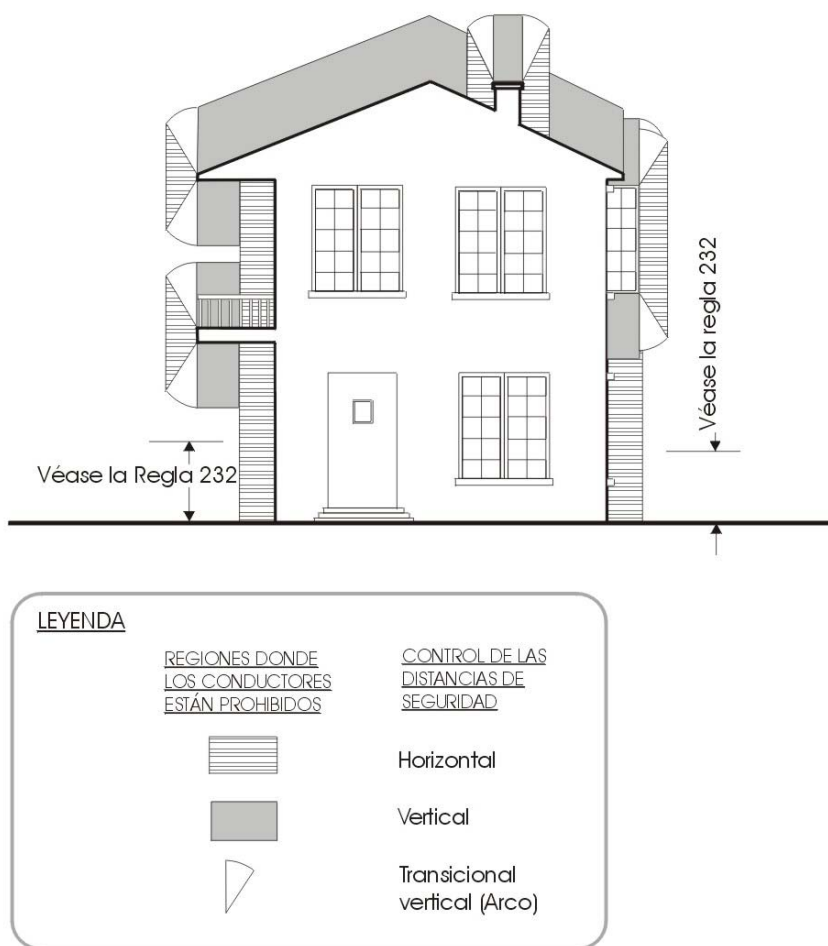 Véase la regla 232
Véase la Regla 232
LEYENDA
REGIONES DONDE
LOS CONDUCTORES
ESTÁN PROHIBIDOS
CONTROL DE LAS
DISTANCIAS DE
SEGURIDAD
Horizontal
Vertical
Transicional
vertical (Arco)